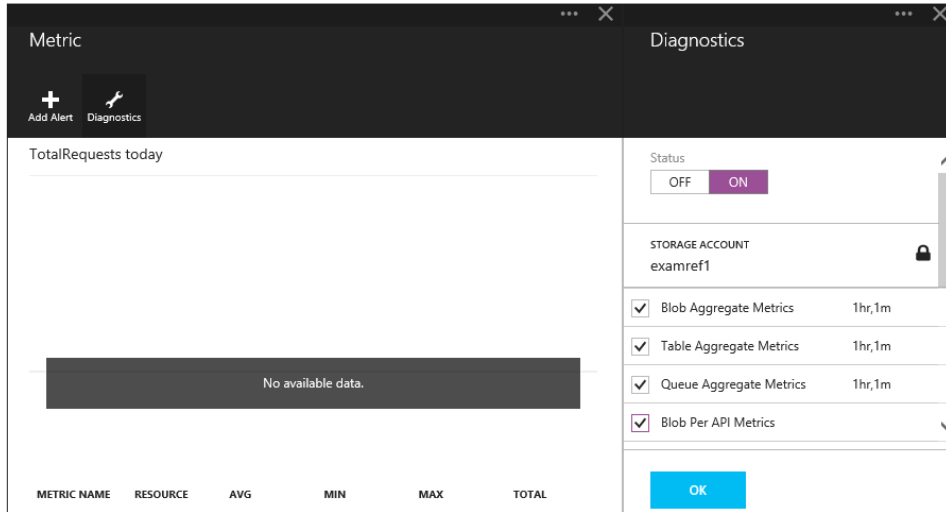 Metric
Add Alert Diagnostics
TotalRequests today
No available data.
METRIC NAME RESOURCE AVG MIN MAX TOTAL
Diagnostics
Status
OFF ON
STORAGE ACCOUNT
examref1
Blob Aggregate Metrics 1hr,1m
Table Aggregate Metrics 1hr,1m
Queue Aggregate Metrics 1hr,1m
Blob Per API Metrics
OK